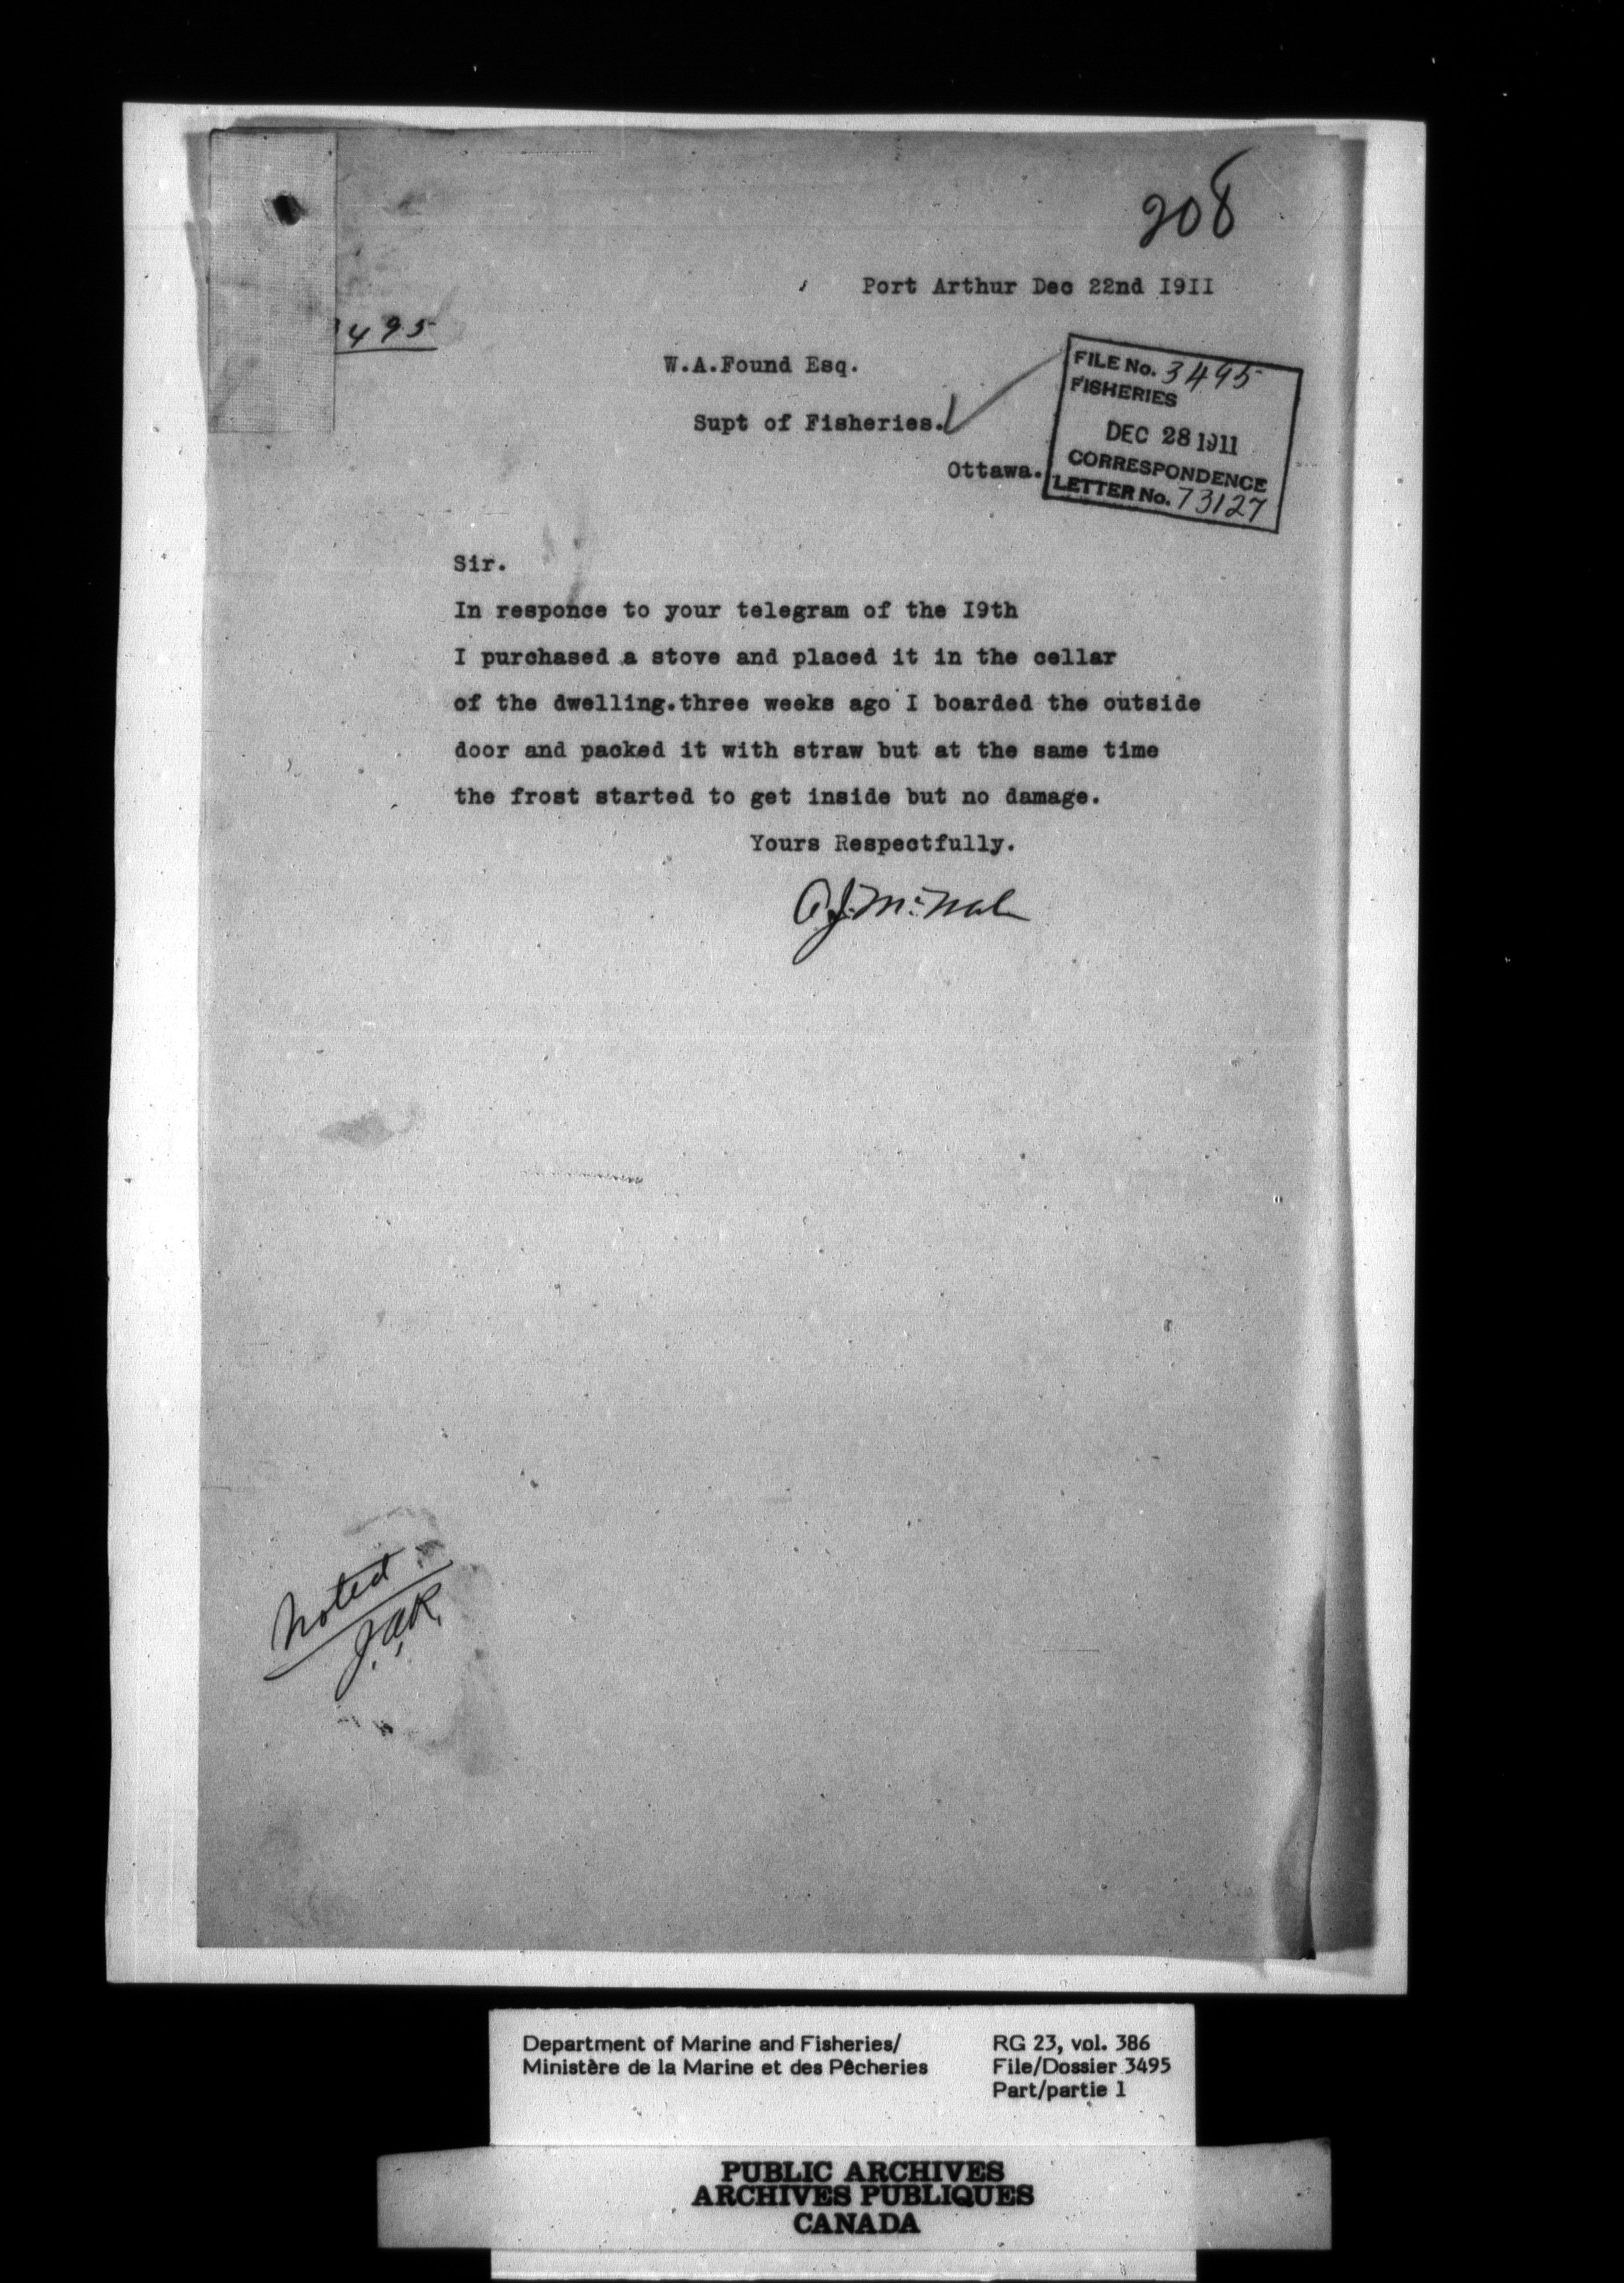 208
Port Arthur Dec 22nd I9II
495
W.A.Found Esq.
Supt of Fisheries.
Ottawa.
FILE No. 3495
FISHERIES
DEC 28 1911
CORRESPONDENCE
LETTER No. 73127
Sir.
In responce to your telegram of the I9th
I purchased a stove and placed it in the cellar
of the dwelling.three weeks ago I boarded the outside
door and packed it with straw but at the same time
the frost started to get inside but no damage.
Yours Respectfully.
Noted
J.A.R.
Department of Marine and Fisheries/
Ministère de la Marine et des Pêcheries
RG 23, vol. 386
File/Dossier 3495
Part/partie 1
PUBLIC ARCHIVES
ARCHIVES PUBLIQUES
CANADA